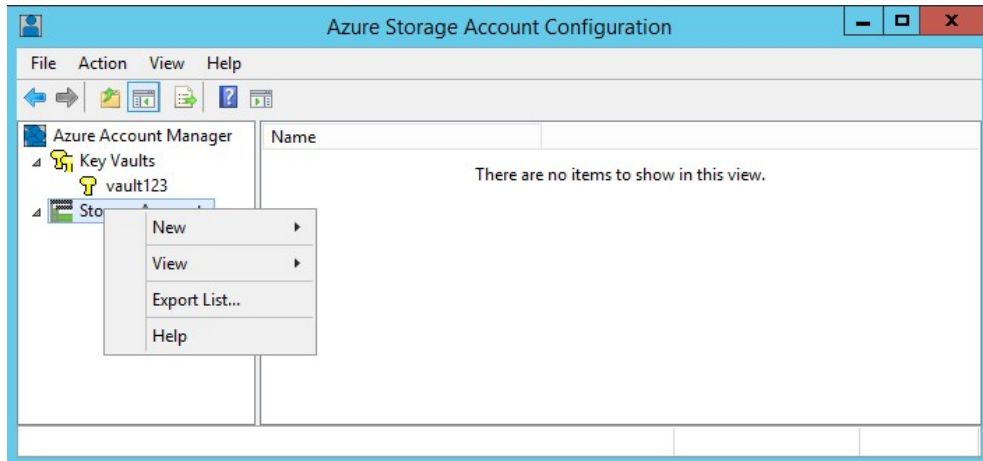 Azure Storage Account Configuration
File Action View Help
Azure Account Manager
Name
Key Vaults
There are no items to show in this view.
vault123
New
View
Export List...
Help